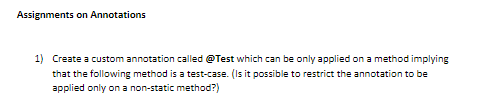 Assignments on Annotations
1) Create a custom annotation called @Test which can be only applied on a method implying
that the following method is a test-case. (Is it possible to restrict the annotation to be
applied only on a non-static method?)